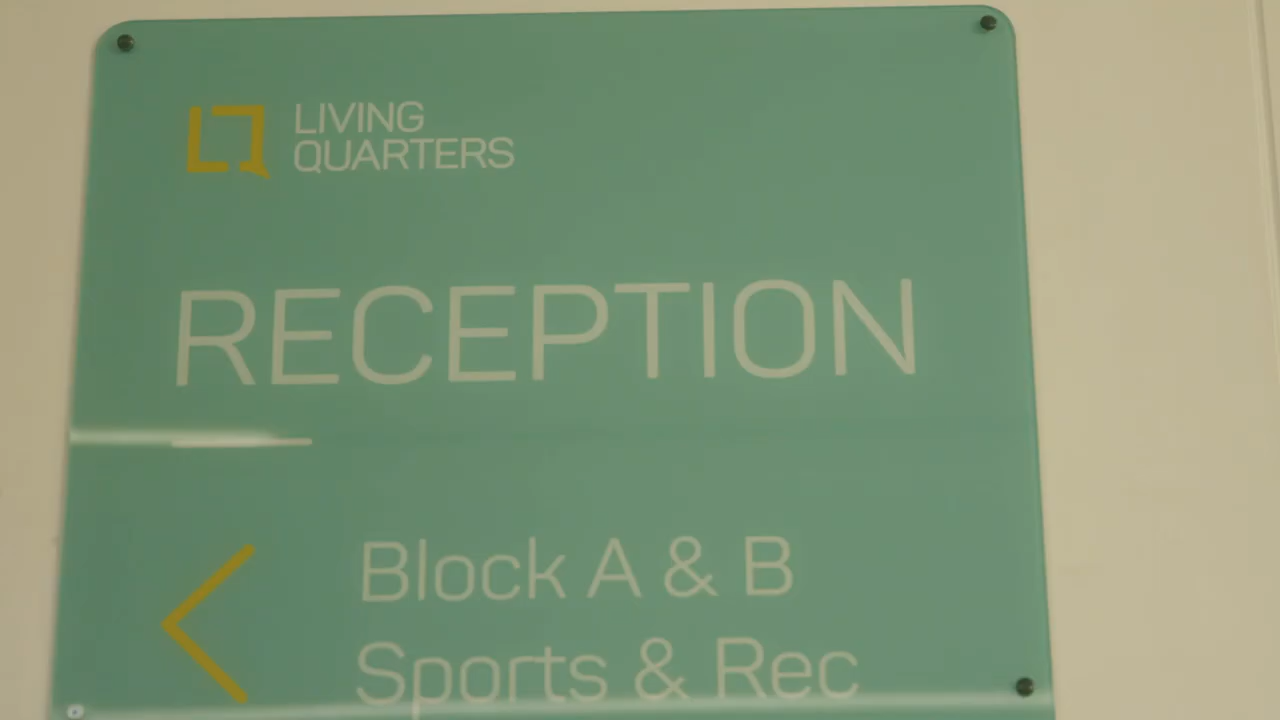 LIVING
QUARTERS
RECEPTION
Block A & B
Sports & Rec